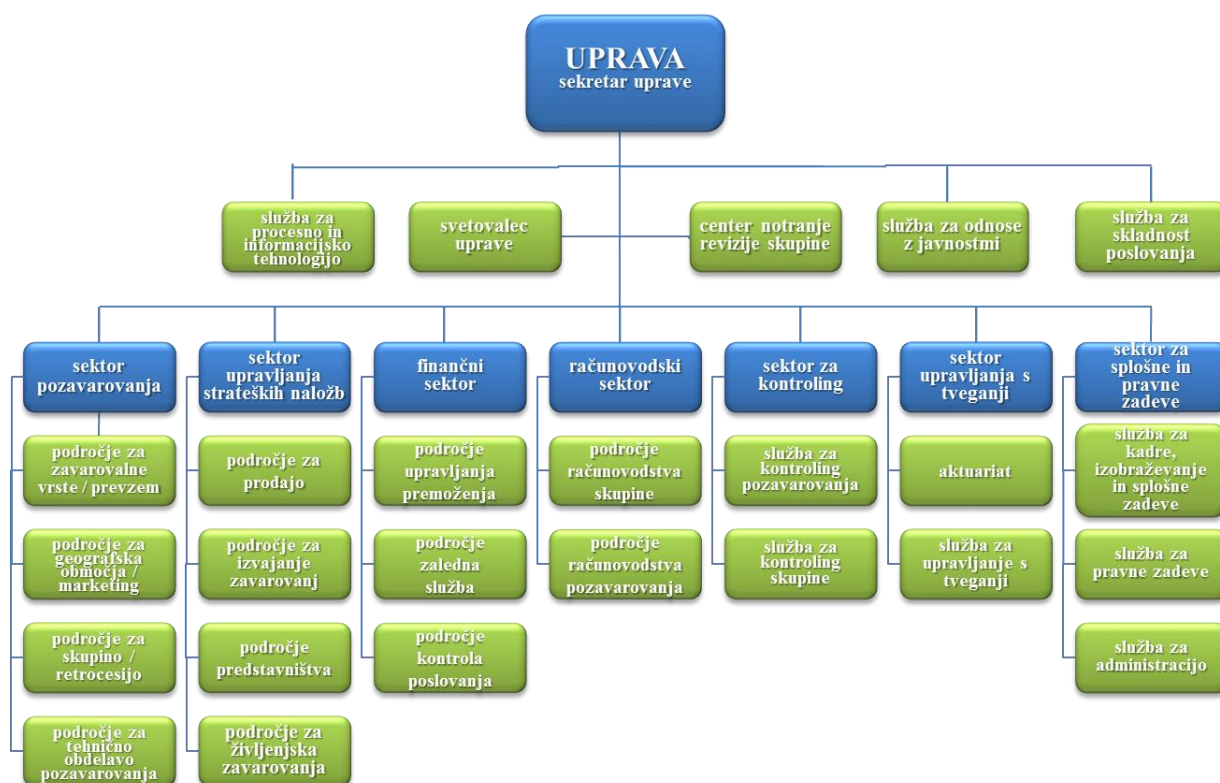 UPRAVA
sekretar uprave
služba za
procesno in
informacijsko
tehnologijo
svetovalec
uprave
center notranje
revizije skupine
služba za odnose
z javnostmi
služba za
skladnost
poslovanja
sektor
pozavarovanja
sektor
upravljanja
strateških naložb
finančni
sektor
računovodski
sektor
sektor za
kontroling
sektor
upravljanja s
tveganji
sektor za
splošne in
pravne
zadeve
področje za
zavarovalne
vrste / prevzem
področje za
prodajo
področje
upravljanja
premoženja
področje
računovodstva
skupine
služba za
kontroling
pozavarovanja
aktuariat
služba za
kadre,
izobraževanje
in splošne
zadeve
področje za
geografska
območja /
marketing
področje za
izvajanje
zavarovanj
področje
zaledna
služba
področje
računovodstva
pozavarovanja
služba za
kontroling
skupine
služba za
upravljanje s
tveganji
služba za
pravne zadeve
področje za
skupino /
retrocesijo
področje
predstavništva
področje
kontrola
poslovanja
služba za
administracijo
področje za
tehnično
obdelavo
pozavarovanja
področje za
življenjska
zavarovanja